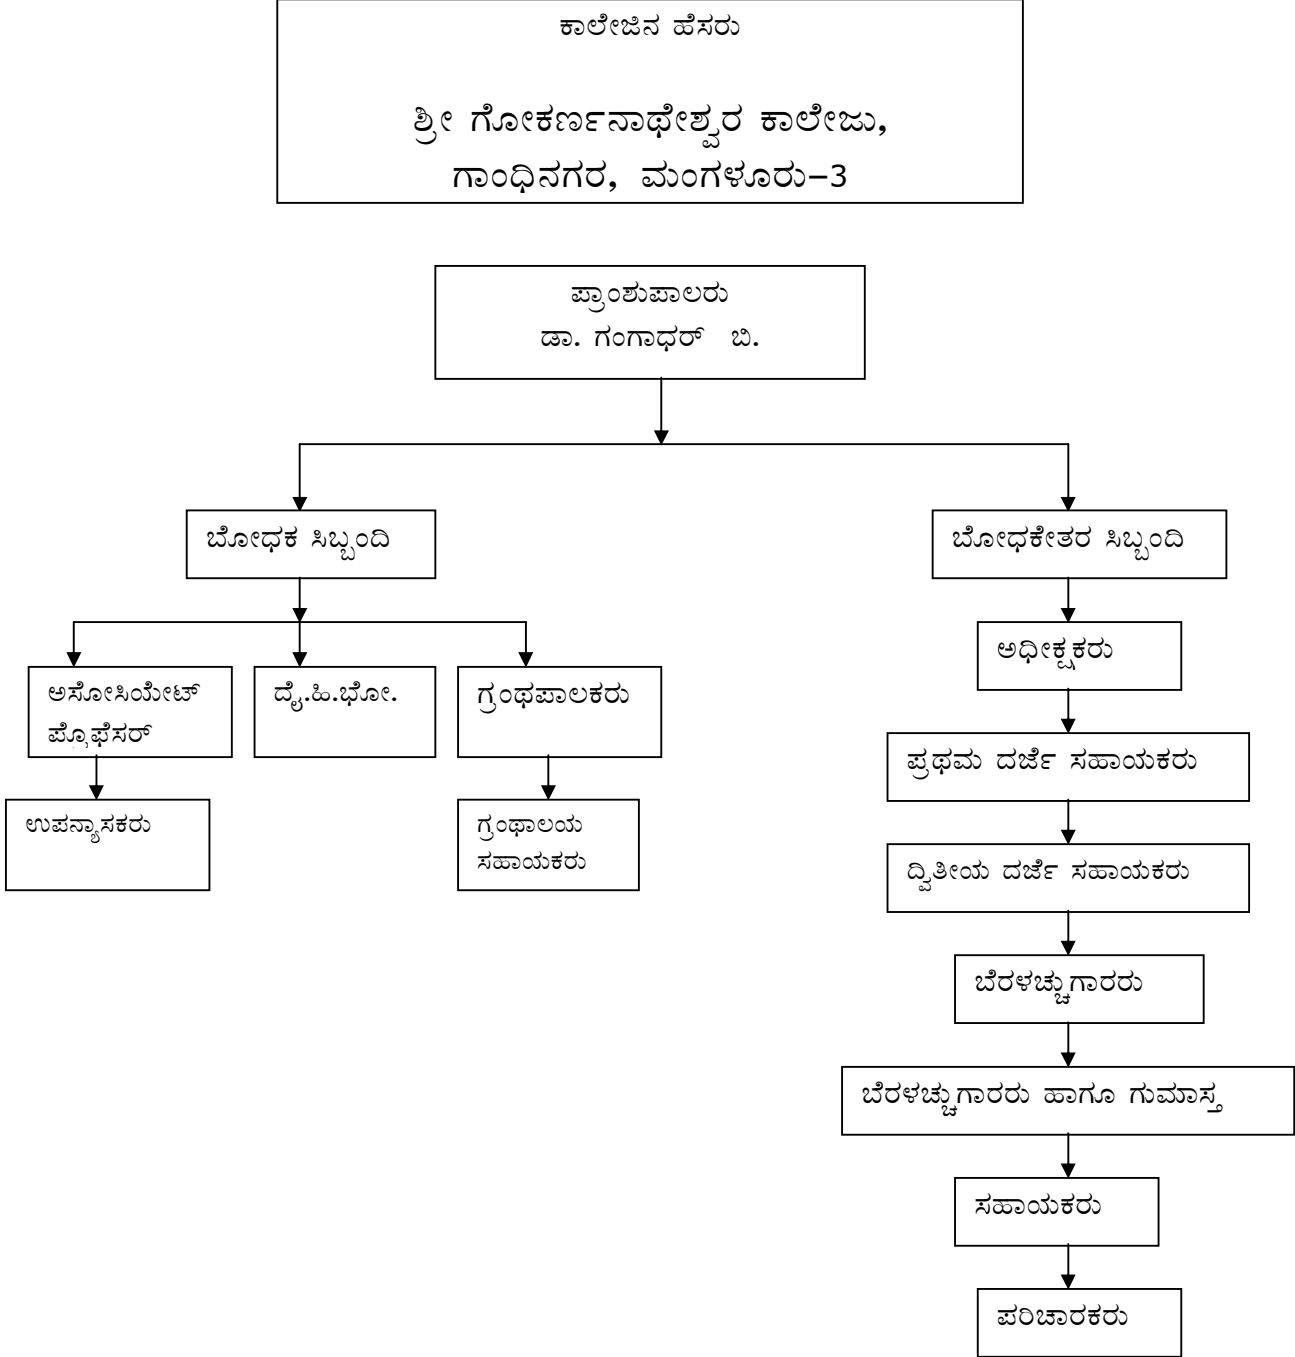 ಕಾಲೇಜಿನ ಹೆಸರು
ಶ್ರೀ ಗೋಕರ್ಣನಾಥೇಶ್ವರ ಕಾಲೇಜು,
ಗಾಂಧಿನಗರ, ಮಂಗಳೂರು-3
ಪ್ರಾಂಶುಪಾಲರು
ಡಾ. ಗಂಗಾಧರ್ ಬಿ.
ಬೋಧಕ ಸಿಬ್ಬಂದಿ
ಬೋಧಕೇತರ ಸಿಬ್ಬಂದಿ
ಅಸೋಸಿಯೇಟ್
ಪ್ರೊಫೆಸರ್
ದೈ.ಹಿ.ಭೋ.
ಗ್ರಂಥಪಾಲಕರು
ಉಪನ್ಯಾಸಕರು
ಗ್ರಂಥಾಲಯ
ಸಹಾಯಕರು
ಅಧೀಕ್ಷಕರು
ಪ್ರಥಮ ದರ್ಜೆ ಸಹಾಯಕರು
ದ್ವಿತೀಯ ದರ್ಜೆ ಸಹಾಯಕರು
ಬೆರಳಚ್ಚುಗಾರರು
ಬೆರಳಚ್ಚುಗಾರರು ಹಾಗೂ ಗುಮಾಸ್ತ
ಸಹಾಯಕರು
ಪರಿಚಾರಕರು